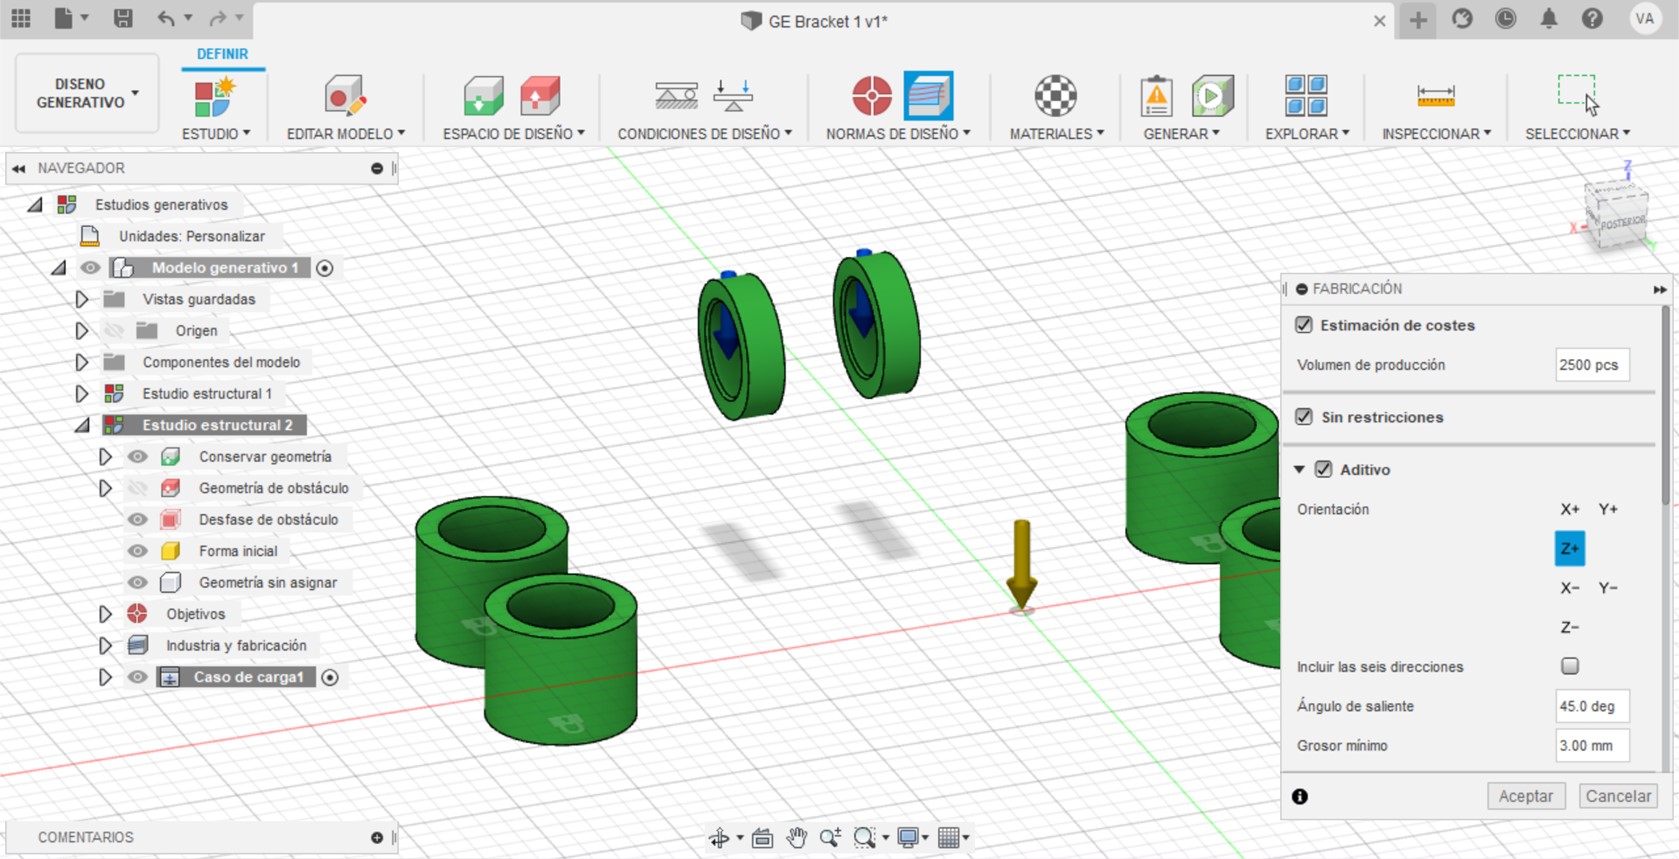 GE Bracket 1 v1*
VA
DEFINIR
DISENO
GENERATIVO
ESTUDIO
EDITAR MODELO
ESPACIO DE DISEÑO
CONDICIONES DE DISEÑO
NORMAS DE DISEÑO
MATERIALES
GENERAR
EXPLORAR
INSPECCIONAR
SELECCIONAR
NAVEGADOR
Estudios generativos
Unidades: Personalizar
Modelo generativo 1
Vistas guardadas
Origen
Componentes del modelo
Estudio estructural 1
Estudio estructural 2
Conservar geometría
Geometría de obstáculo
Desfase de obstáculo
Forma inicial
Geometría sin asignar
Objetivos
Industria y fabricación
Caso de carga1
COMENTARIOS
Z
X
POSTERIOR
Y
FABRICACIÓN
Estimación de costes
Volumen de producción 2500 pcs
Sin restricciones
Aditivo
Orientación X+ Y+
Z+
X− Y−
Z−
Incluir las seis direcciones
Ángulo de saliente 45.0 deg
Grosor mínimo 3.00 mm
Aceptar Cancelar